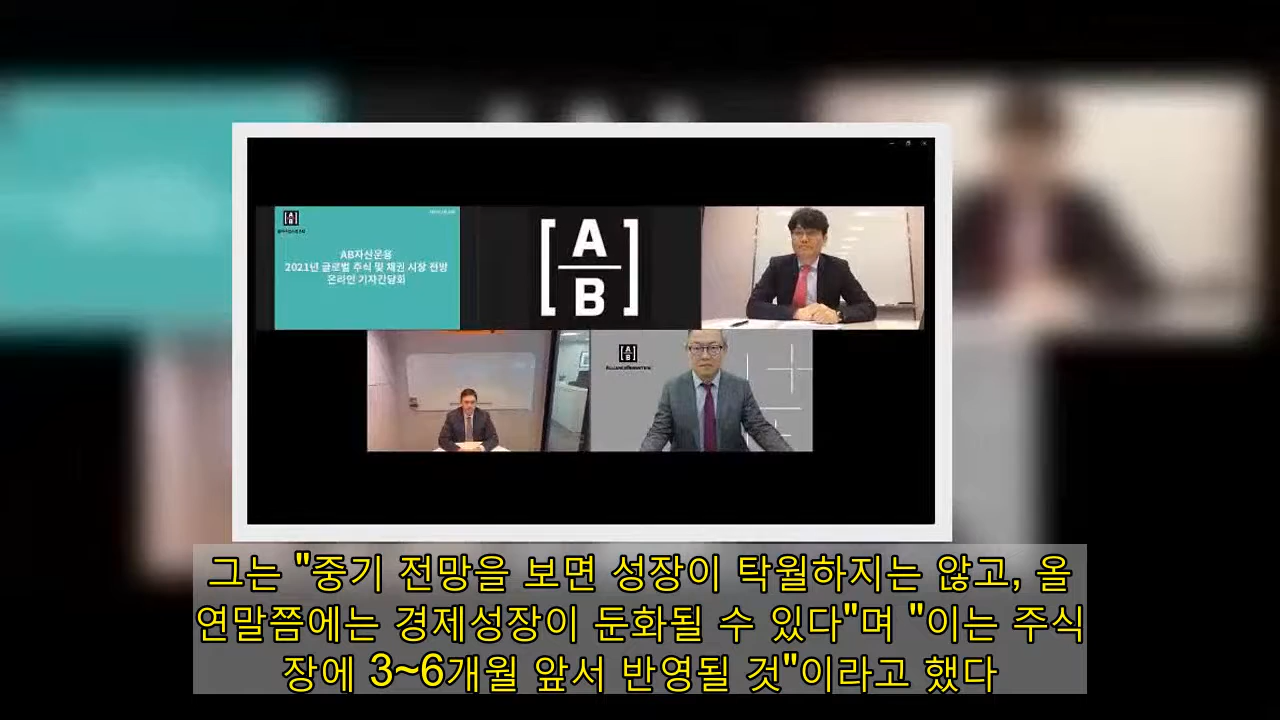 [A
B]
AB자산운용
2021년 글로벌 주식 및 채권 시장 전망
온라인 기자간담회
[A
B]
[A
B]
ALLIANCEBERNSTEIN
그는 "중기 전망을 보면 성장이 탁월하지는 않고, 올
연말쯤에는 경제성장이 둔화될 수 있다"며 "이는 주식
장에 3~6개월 앞서 반영될 것"이라고 했다